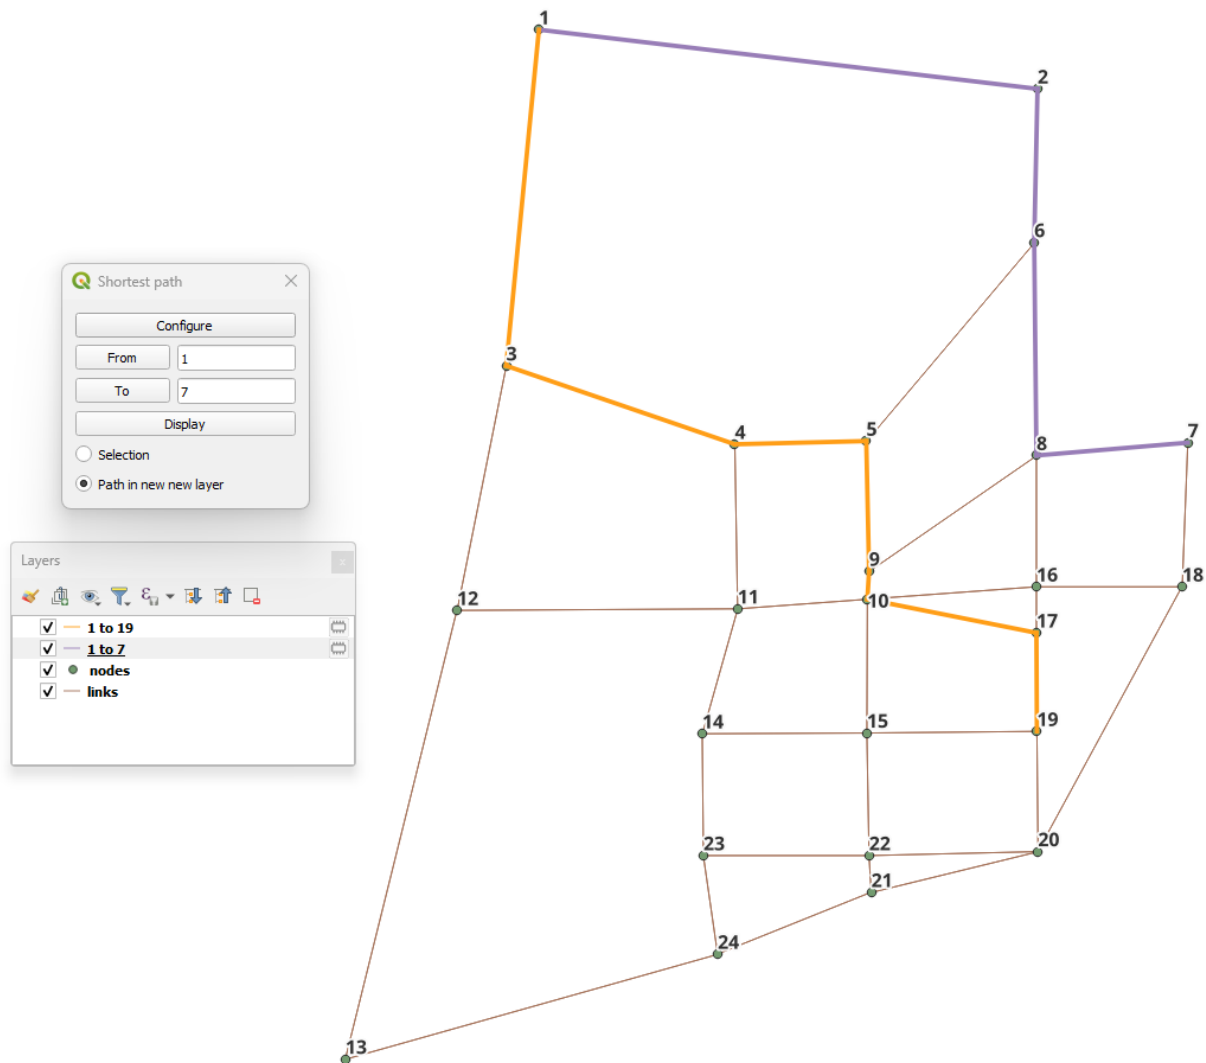 1
2
6
Shortest path
Configure
From 1
To 7
Display
Selection
Path in new new layer
3
4
5
8
7
Layers
1 to 19
1 to 7
nodes
links
9
12
11
10
16
18
17
14
15
19
23
22
20
21
24
13